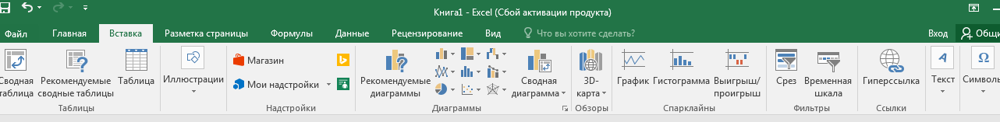 Книга1 - Excel (Сбой активации продукта)
Файл Главная Вставка Разметка страницы Формулы Данные Рецензирование Вид Что вы хотите сделать? Вход Общи
Сводная таблица
Рекомендуемые сводные таблицы
Таблица
Таблицы
Иллюстрации
Магазин
Мои надстройки
Надстройки
Рекомендуемые диаграммы
Сводная диаграмма
Диаграммы
3D-карта
Обзоры
График
Гистограмма
Выигрыш/проигрыш
Спарклайны
Срез
Временная шкала
Фильтры
Гиперссылка
Ссылки
Текст
Символы